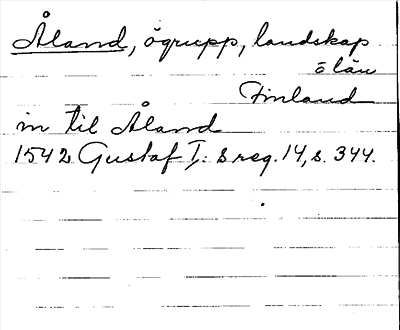 Åland, ögrupp, landskap
o län
Finland
in til Åland
1542 Gustaf I: s reg. 14, s. 344.